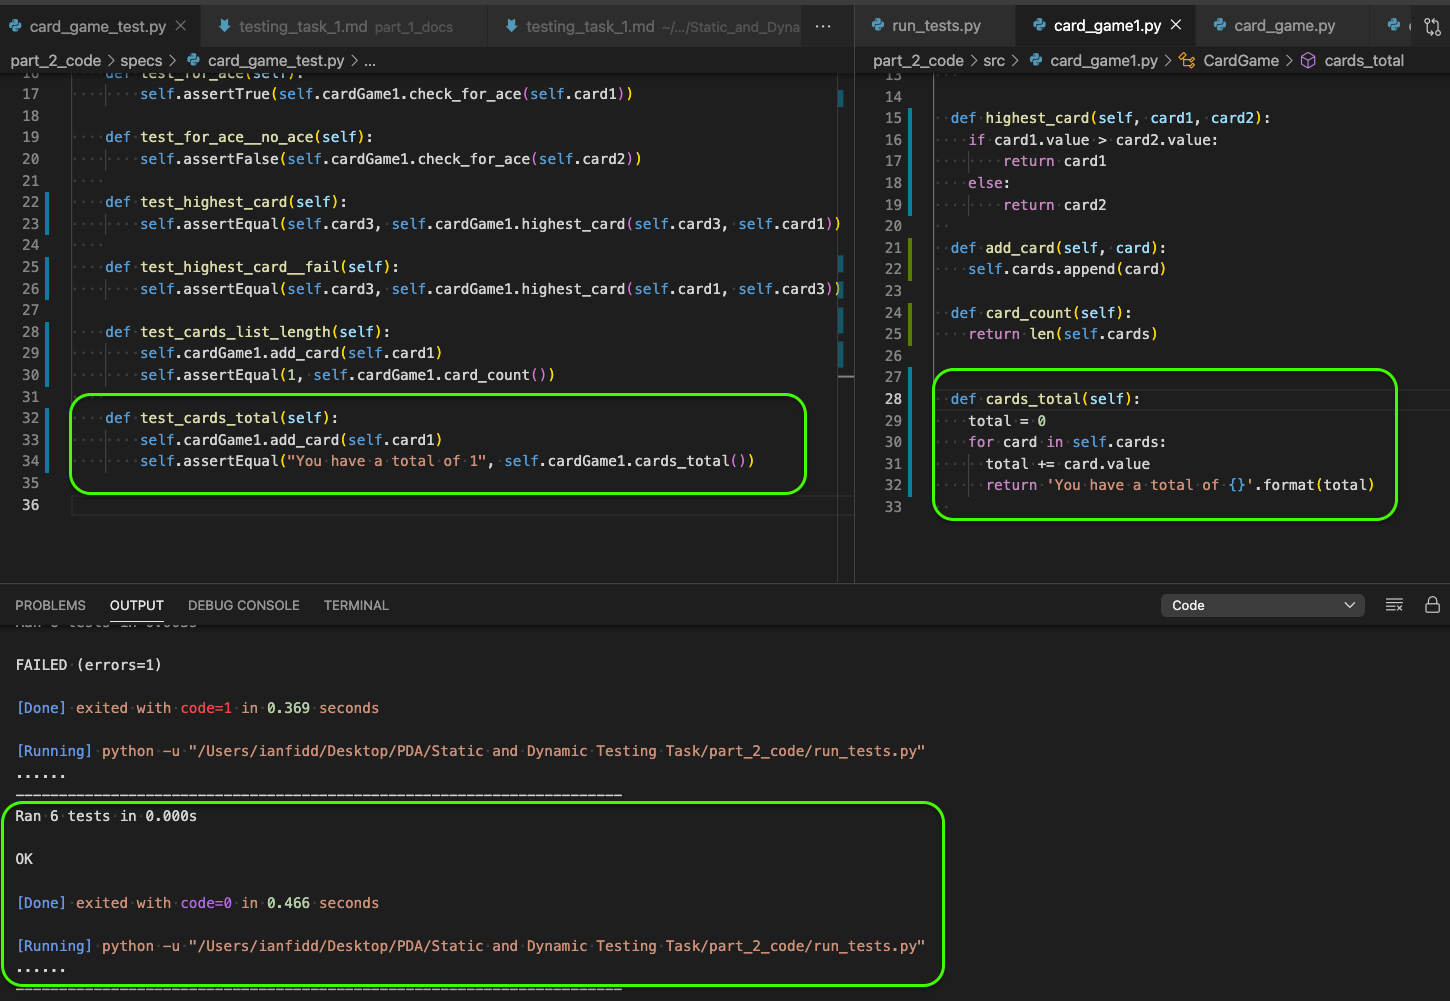 card_game_test.py
testing_task_1.md part_1_docs
testing_task_1.md ~/.../Static_and_Dyna
...
part_2_code > specs > card_game_test.py > ...
16 def test_for_ace(self):
17 self.assertTrue(self.cardGame1.check_for_ace(self.card1))
18
19 def test_for_ace__no_ace(self):
20 self.assertFalse(self.cardGame1.check_for_ace(self.card2))
21
22 def test_highest_card(self):
23 self.assertEqual(self.card3, self.cardGame1.highest_card(self.card3, self.card1))
24
25 def test_highest_card__fail(self):
26 self.assertEqual(self.card3, self.cardGame1.highest_card(self.card1, self.card3))
27
28 def test_cards_list_length(self):
29 self.cardGame1.add_card(self.card1)
30 self.assertEqual(1, self.cardGame1.card_count())
31
32 def test_cards_total(self):
33 self.cardGame1.add_card(self.card1)
34 self.assertEqual("You have a total of 1", self.cardGame1.cards_total())
35
36
run_tests.py
card_game1.py
card_game.py
part_2_code > src > card_game1.py > CardGame > cards_total
13
14
15 def highest_card(self, card1, card2):
16 if card1.value > card2.value:
17 return card1
18 else:
19 return card2
20
21 def add_card(self, card):
22 self.cards.append(card)
23
24 def card_count(self):
25 return len(self.cards)
26
27
28 def cards_total(self):
29 total = 0
30 for card in self.cards:
31 total += card.value
32 return 'You have a total of {}'.format(total)
33
PROBLEMS OUTPUT DEBUG CONSOLE TERMINAL
Code
Ran 6 tests in
FAILED (errors=1)
[Done] exited with code=1 in 0.369 seconds
[Running] python -u "/Users/ianfidd/Desktop/PDA/Static and Dynamic Testing Task/part_2_code/run_tests.py"
......
----------------------------------------------------------------------
Ran 6 tests in 0.000s
OK
[Done] exited with code=0 in 0.466 seconds
[Running] python -u "/Users/ianfidd/Desktop/PDA/Static and Dynamic Testing Task/part_2_code/run_tests.py"
......
----------------------------------------------------------------------